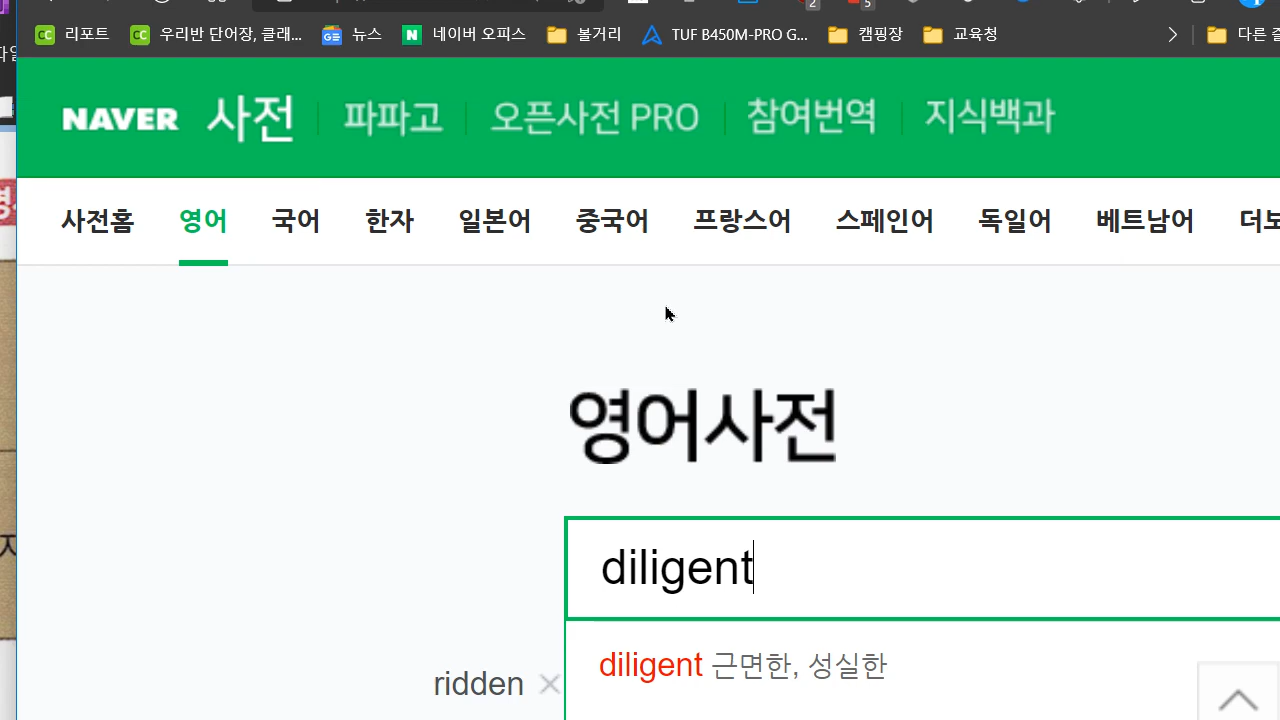 2
5
리포트
우리반 단어장, 클래...
뉴스
네이버 오피스
볼거리
TUF B450M-PRO G...
캠핑장
교육청
다른
NAVER 사전
파파고
오픈사전 PRO
참여번역
지식백과
사전홈
영어
국어
한자
일본어
중국어
프랑스어
스페인어
독일어
베트남어
영어사전
diligent
diligent 근면한, 성실한
ridden